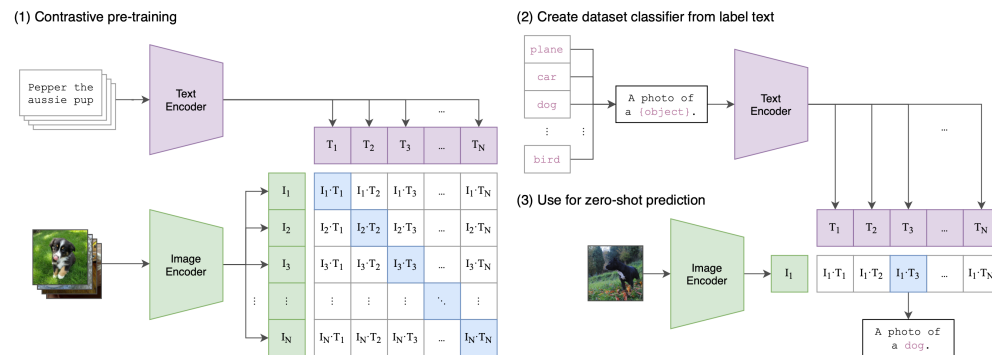 (1) Contrastive pre-training
Pepper the
aussie pup
Text
Encoder
...
T1 T2 T3 ... TN
I1 I1·T1 I1·T2 I1·T3 ... I1·TN
I2 I2·T1 I2·T2 I2·T3 ... I2·TN
Image
Encoder
I3 I3·T1 I3·T2 I3·T3 ... I3·TN
⋮ ⋮ ⋮ ⋮ ⋮ ⋱ ⋮
IN IN·T1 IN·T2 IN·T3 ... IN·TN
(2) Create dataset classifier from label text
plane
car
dog
⋮ ⋮
bird
A photo of
a {object}.
Text
Encoder
...
(3) Use for zero-shot prediction
T1 T2 T3 ... TN
Image
Encoder
I1 I1·T1 I1·T2 I1·T3 ... I1·TN
A photo of
a dog.